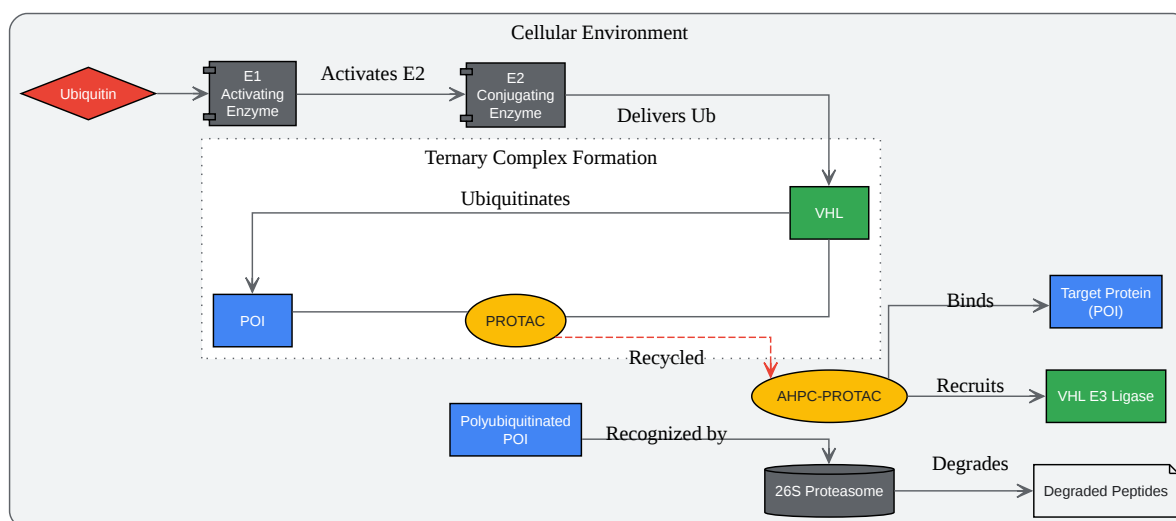 Cellular Environment
Ubiquitin
E1
Activating
Enzyme
Activates E2
E2
Conjugating
Enzyme
Delivers Ub
Ternary Complex Formation
Ubiquitinates
VHL
POI
PROTAC
Recycled
Binds
Target Protein
(POI)
AHPC-PROTAC
Recruits
VHL E3 Ligase
Polyubiquitinated
POI
Recognized by
26S Proteasome
Degrades
Degraded Peptides